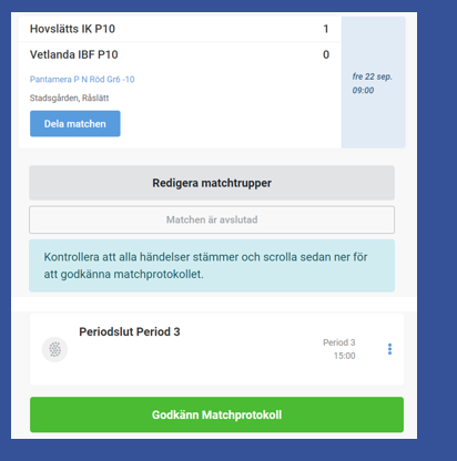 Hovslätts IK P10 1
Vetlanda IBF P10 0
Pantamera P N Röd Gr6 -10
Stadsgården, Råslätt
fre 22 sep.
09:00
Dela matchen
Redigera matchtrupper
Matchen är avslutad
Kontrollera att alla händelser stämmer och scrolla sedan ner för
att godkänna matchprotokollet.
Periodslut Period 3
Period 3
15:00
Godkänn Matchprotokoll